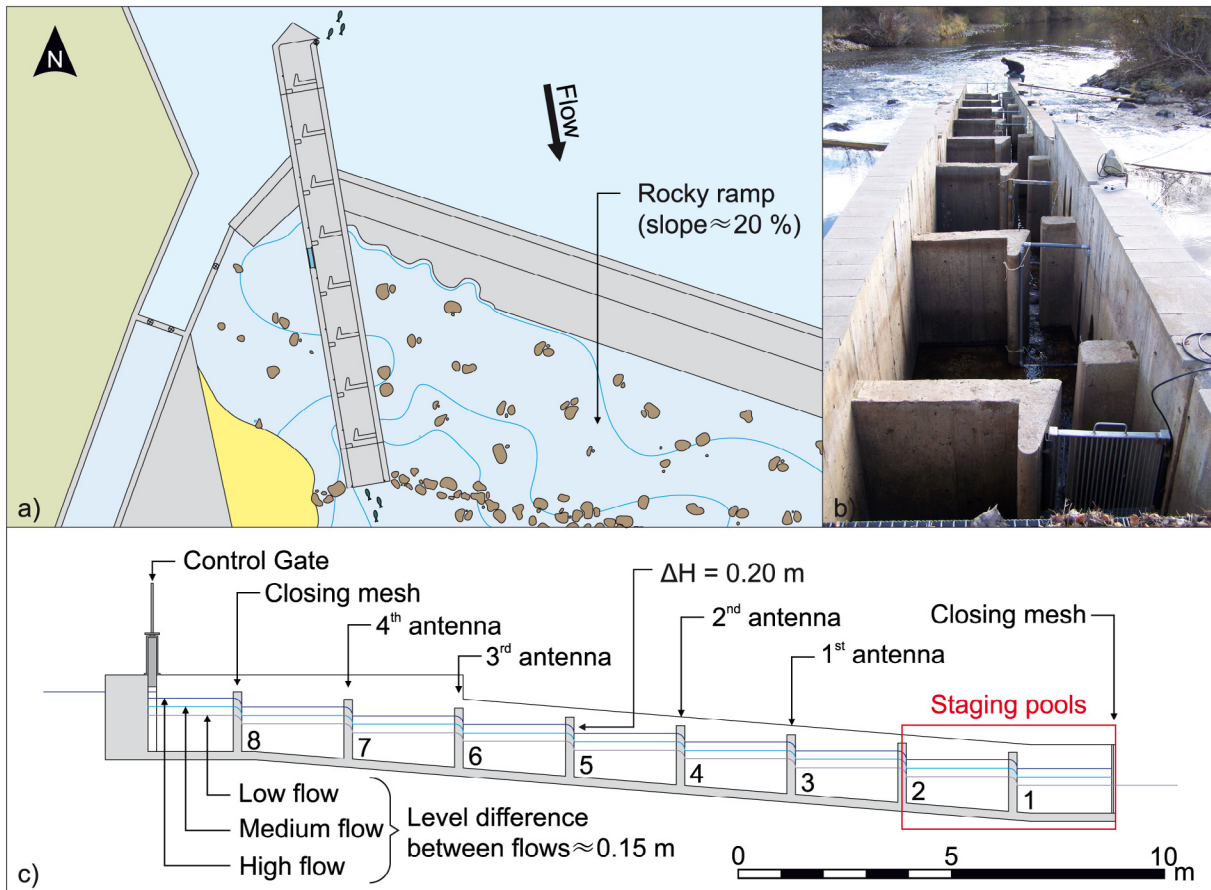 N
Flow
Rocky ramp
(slope≈20 %)
a)
b)
Control Gate
Closing mesh
4th antenna
3rd antenna
ΔH = 0.20 m
2nd antenna
1st antenna
Closing mesh
Staging pools
8
7
6
5
4
3
2
1
Low flow
Medium flow
High flow
Level difference
between flows≈0.15 m
0
5
10
m
c)